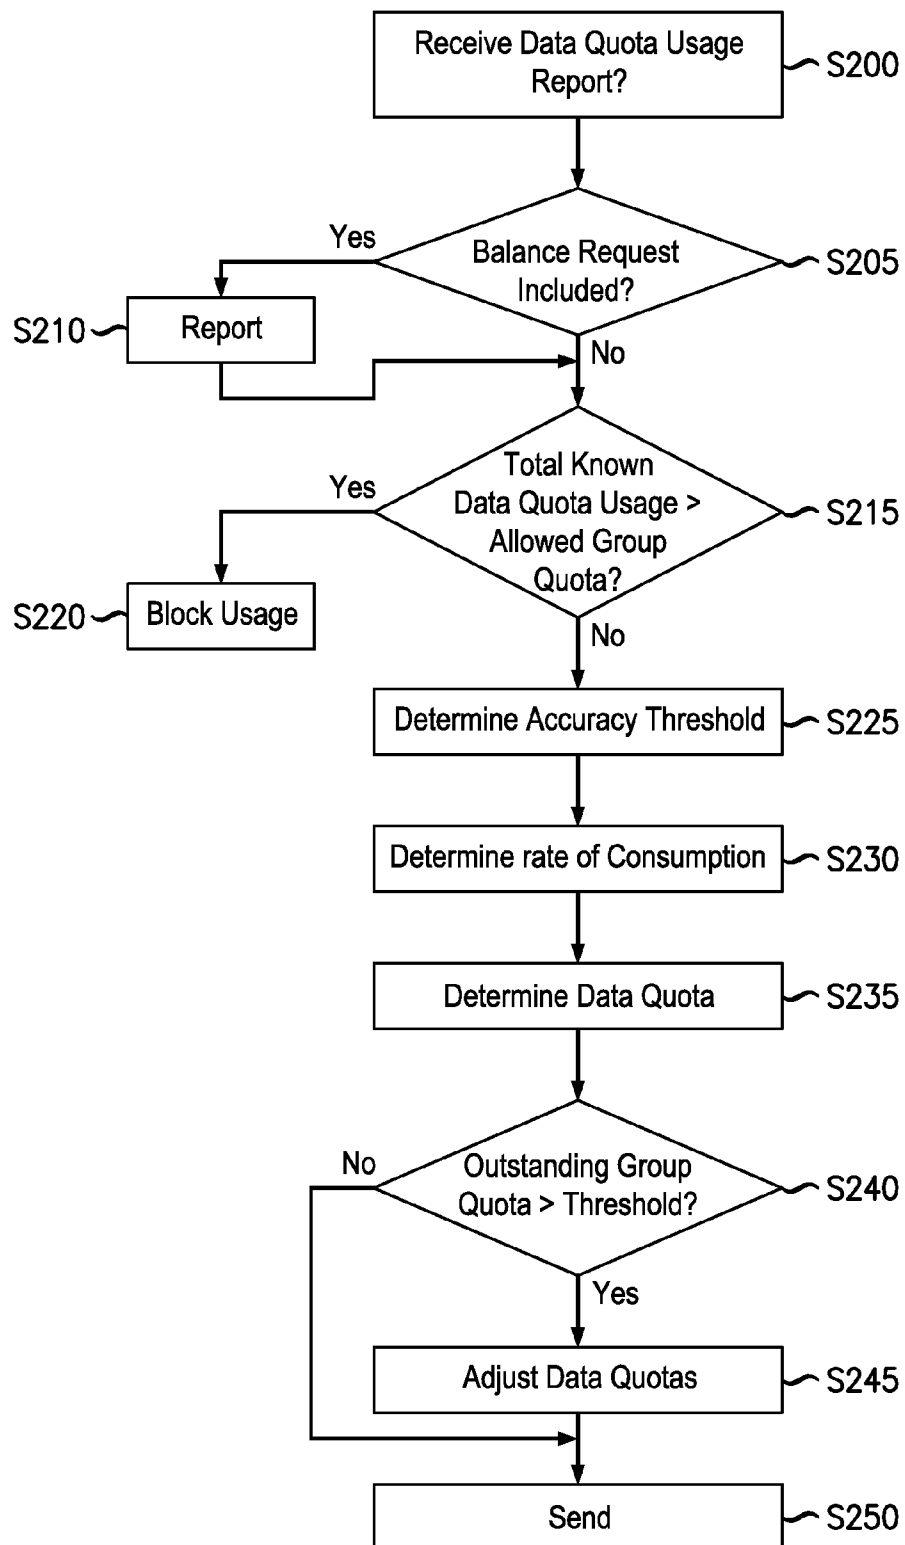 Receive Data Quota Usage
Report?
S200
Yes
Balance Request
Included?
S205
S210
Report
No
Yes
Total Known
Data Quota Usage >
Allowed Group
Quota?
S215
S220
Block Usage
No
Determine Accuracy Threshold
S225
Determine rate of Consumption
S230
Determine Data Quota
S235
No
Outstanding Group
Quota > Threshold?
S240
Yes
Adjust Data Quotas
S245
Send
S250